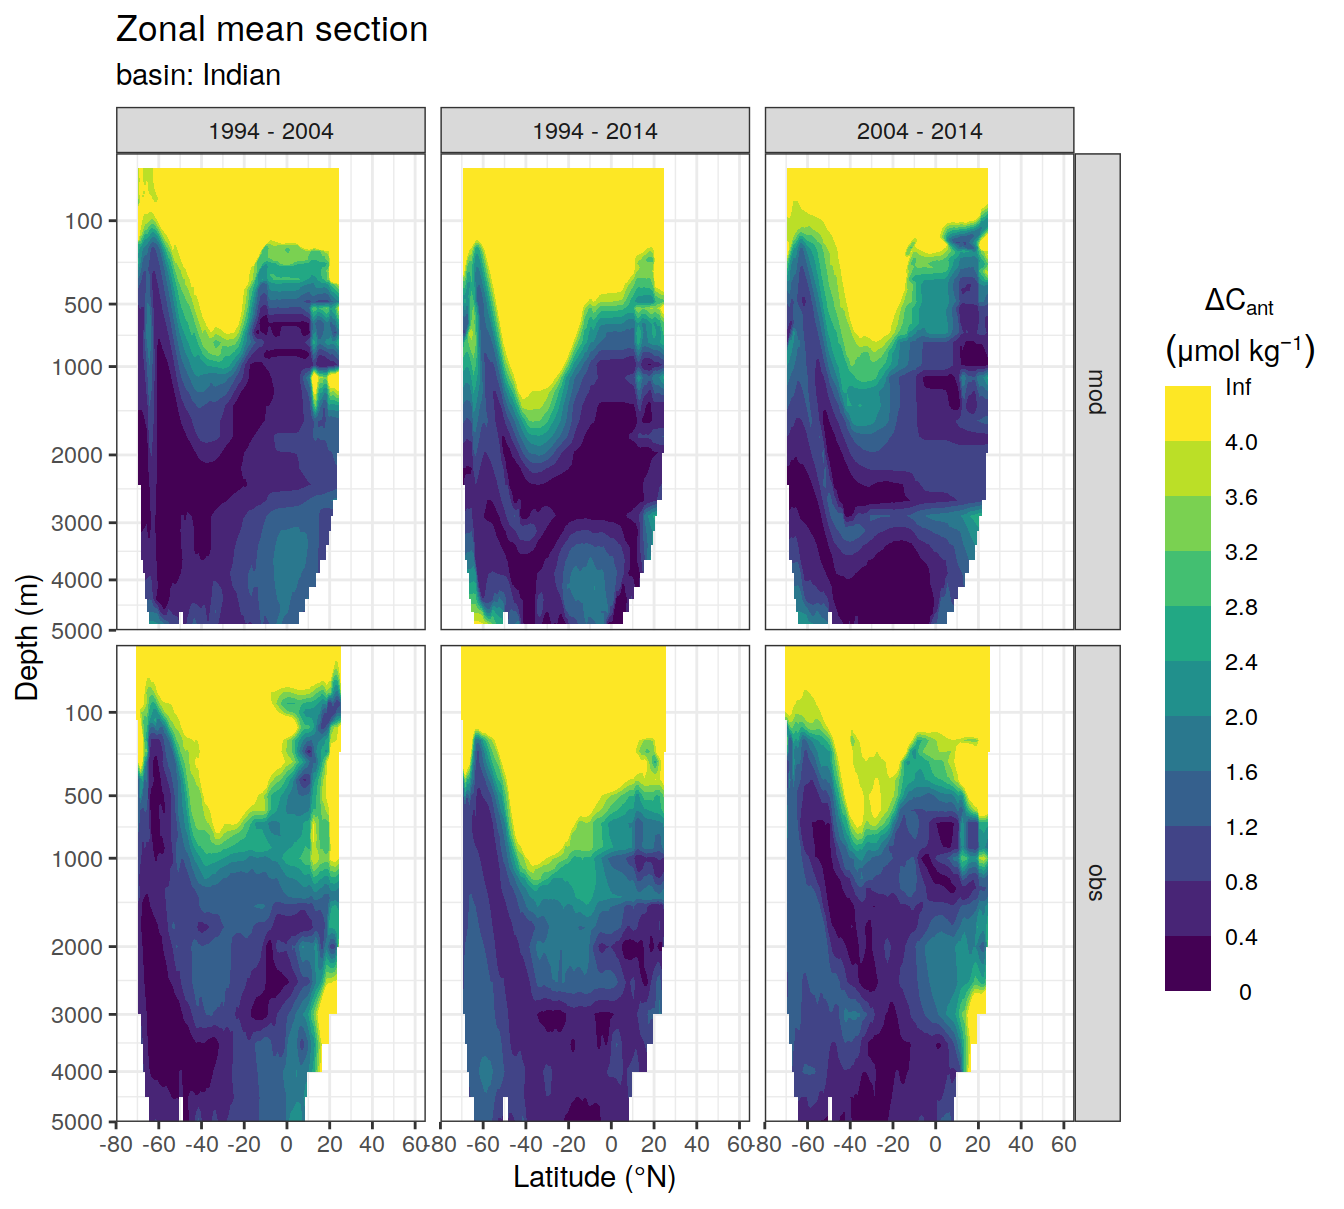 Zonal mean section
basin: Indian
1994 - 2004
1994 - 2014
2004 - 2014
100
500
1000
2000
3000
4000
5000
mod
100
500
1000
2000
3000
4000
5000
obs
Depth (m)
-80 -60 -40 -20 0 20 40 60
-80 -60 -40 -20 0 20 40 60
-80 -60 -40 -20 0 20 40 60
Latitude (°N)
ΔCant
(μmol kg⁻¹)
Inf
4.0
3.6
3.2
2.8
2.4
2.0
1.6
1.2
0.8
0.4
0